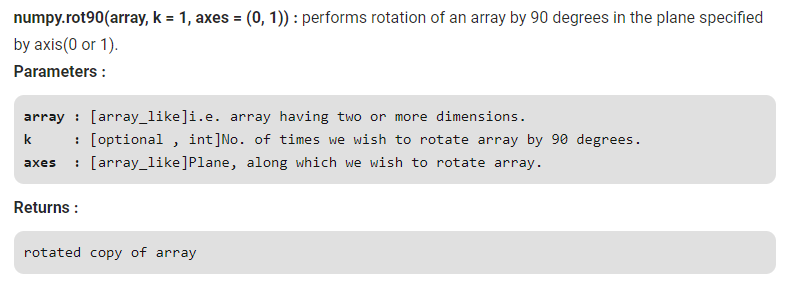 numpy.rot90(array, k = 1, axes = (0, 1)) : performs rotation of an array by 90 degrees in the plane specified
by axis(0 or 1).
Parameters :
array : [array_like]i.e. array having two or more dimensions.
k     : [optional , int]No. of times we wish to rotate array by 90 degrees.
axes  : [array_like]Plane, along which we wish to rotate array.
Returns :
rotated copy of array